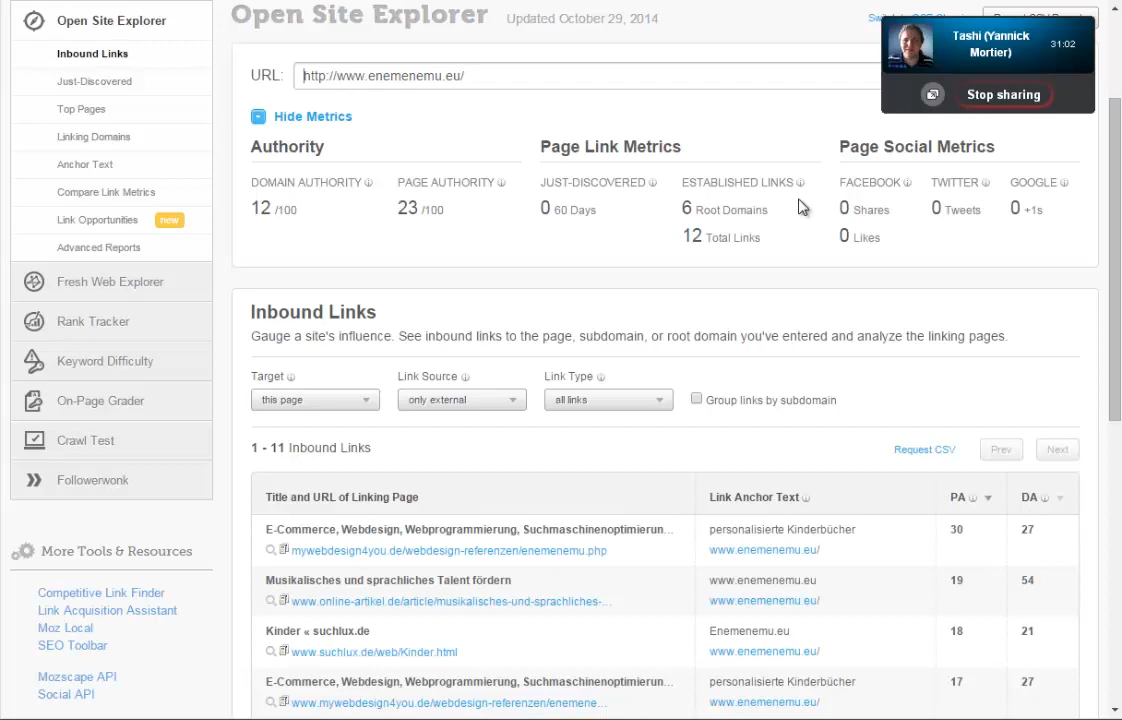 Open Site Explorer
Inbound Links
Just-Discovered
Top Pages
Linking Domains
Anchor Text
Compare Link Metrics
Link Opportunities new
Advanced Reports
Fresh Web Explorer
Rank Tracker
Keyword Difficulty
On-Page Grader
Crawl Test
Followerwonk
More Tools & Resources
Competitive Link Finder
Link Acquisition Assistant
Moz Local
SEO Toolbar
Mozscape API
Social API
Open Site Explorer Updated October 29, 2014
Tashi (Yannick
Mortier)
31:02
Stop sharing
URL: http://www.enemenemu.eu/
Hide Metrics
Authority Page Link Metrics Page Social Metrics
DOMAIN AUTHORITY PAGE AUTHORITY JUST-DISCOVERED ESTABLISHED LINKS FACEBOOK TWITTER GOOGLE
12 /100 23 /100 0 60 Days 6 Root Domains 0 Shares 0 Tweets 0 +1s
12 Total Links 0 Likes
Inbound Links
Gauge a site's influence. See inbound links to the page, subdomain, or root domain you've entered and analyze the linking pages.
Target Link Source Link Type
this page only external all links Group links by subdomain
1 - 11 Inbound Links Request CSV Prev Next
Title and URL of Linking Page Link Anchor Text PA DA
E-Commerce, Webdesign, Webprogrammierung, Suchmaschinenoptimierun... personalisierte Kinderbücher 30 27
mywebdesign4you.de/webdesign-referenzen/enemenemu.php www.enemenemu.eu/
Musikalisches und sprachliches Talent fördern www.enemenemu.eu 19 54
www.online-artikel.de/article/musikalisches-und-sprachliches-... www.enemenemu.eu/
Kinder « suchlux.de Enemenemu.eu 18 21
www.suchlux.de/web/Kinder.html www.enemenemu.eu/
E-Commerce, Webdesign, Webprogrammierung, Suchmaschinenoptimierun... personalisierte Kinderbücher 17 27
www.mywebdesign4you.de/webdesign-referenzen/enemene... www.enemenemu.eu/